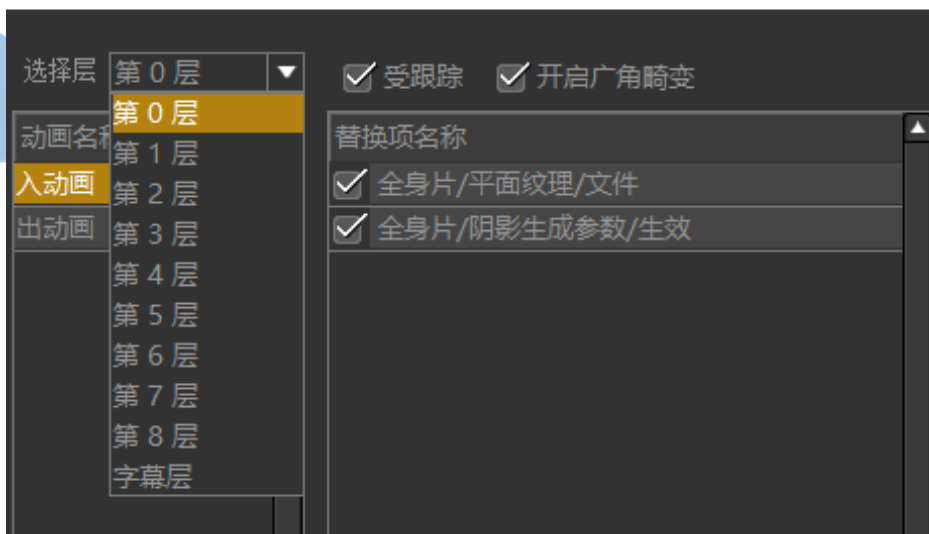 选择层 第 0 层 受跟踪 开启广角畸变
第 0 层
动画名 替换项名称
第 1 层
入动画 第 2 层 全身片/平面纹理/文件
出动画 第 3 层 全身片/阴影生成参数/生效
第 4 层
第 5 层
第 6 层
第 7 层
第 8 层
字幕层